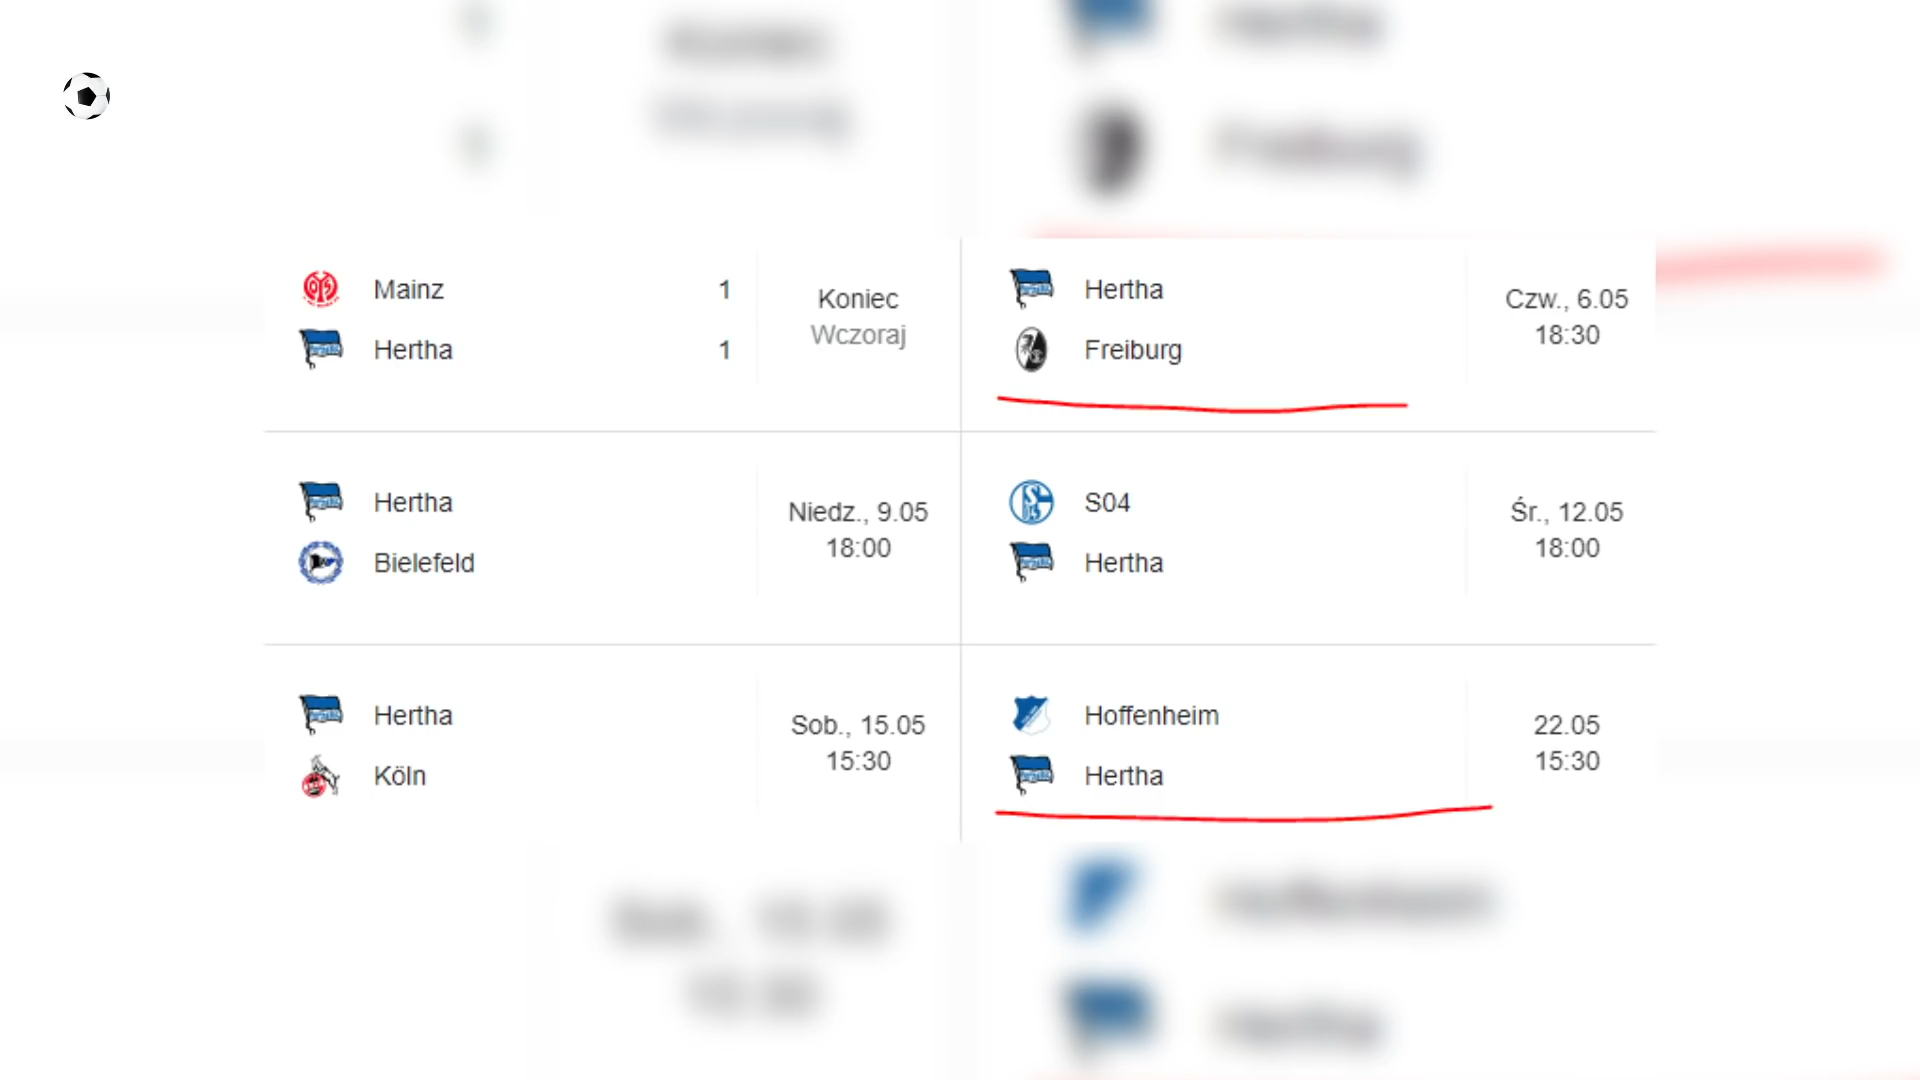 Mainz 1
Hertha 1
Koniec
Wczoraj
Hertha
Freiburg
Czw., 6.05
18:30
Hertha
Bielefeld
Niedz., 9.05
18:00
S04
Hertha
Śr., 12.05
18:00
Hertha
Köln
Sob., 15.05
15:30
Hoffenheim
Hertha
22.05
15:30